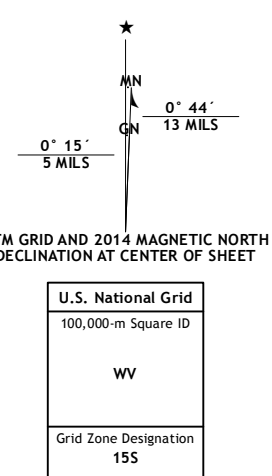 ★
MN
0° 44´
GN
13 MILS
0° 15´
5 MILS
TM GRID AND 2014 MAGNETIC NORTH
DECLINATION AT CENTER OF SHEET
U.S. National Grid
100,000-m Square ID
WV
Grid Zone Designation
15S